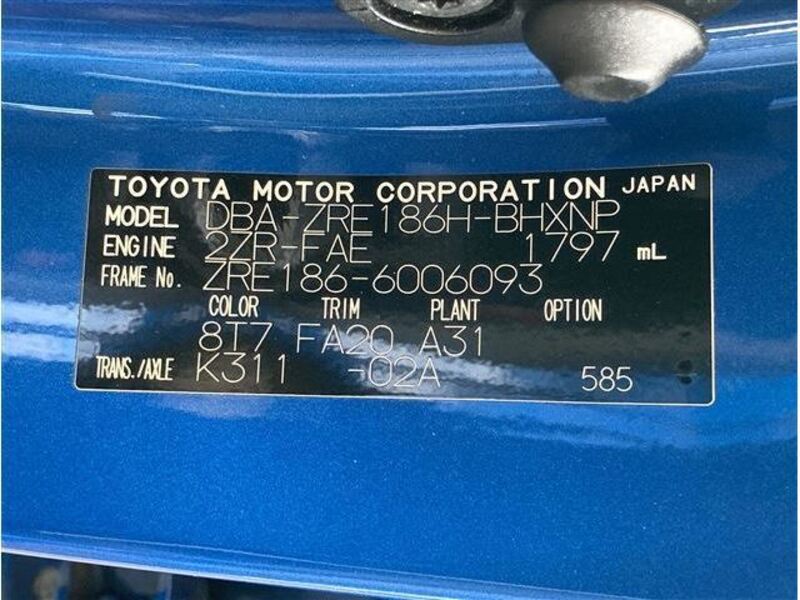 TOYOTA MOTOR CORPORATION JAPAN
MODEL DBA-ZRE186H-BHXNP
ENGINE 2ZR-FAE 1797 mL
FRAME No. ZRE186-6006093
COLOR TRIM PLANT OPTION
8T7 FA20 A31
TRANS./AXLE K311 -02A 585